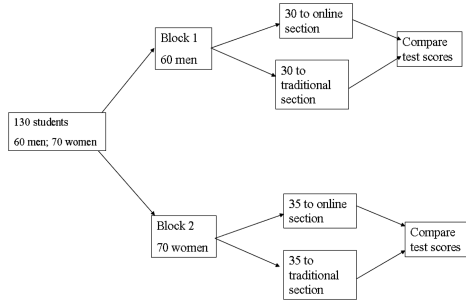 130 students
60 men; 70 women
Block 1
60 men
30 to online
section
30 to
traditional
section
Compare
test scores
Block 2
70 women
35 to online
section
35 to
traditional
section
Compare
test scores